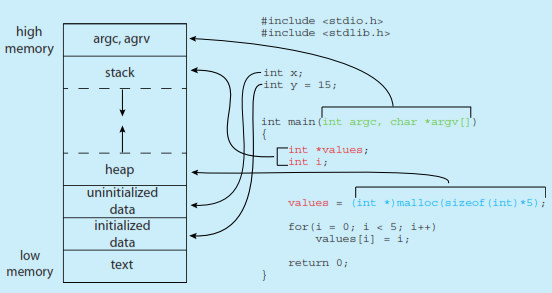 high
memory
argc, agrv
stack
heap
uninitialized
data
initialized
data
text
low
memory
#include <stdio.h>
#include <stdlib.h>
int x;
int y = 15;
int main(int argc, char *argv[])
{
int *values;
int i;
values = (int *)malloc(sizeof(int)*5);
for(i = 0; i < 5; i++)
values[i] = i;
return 0;
}